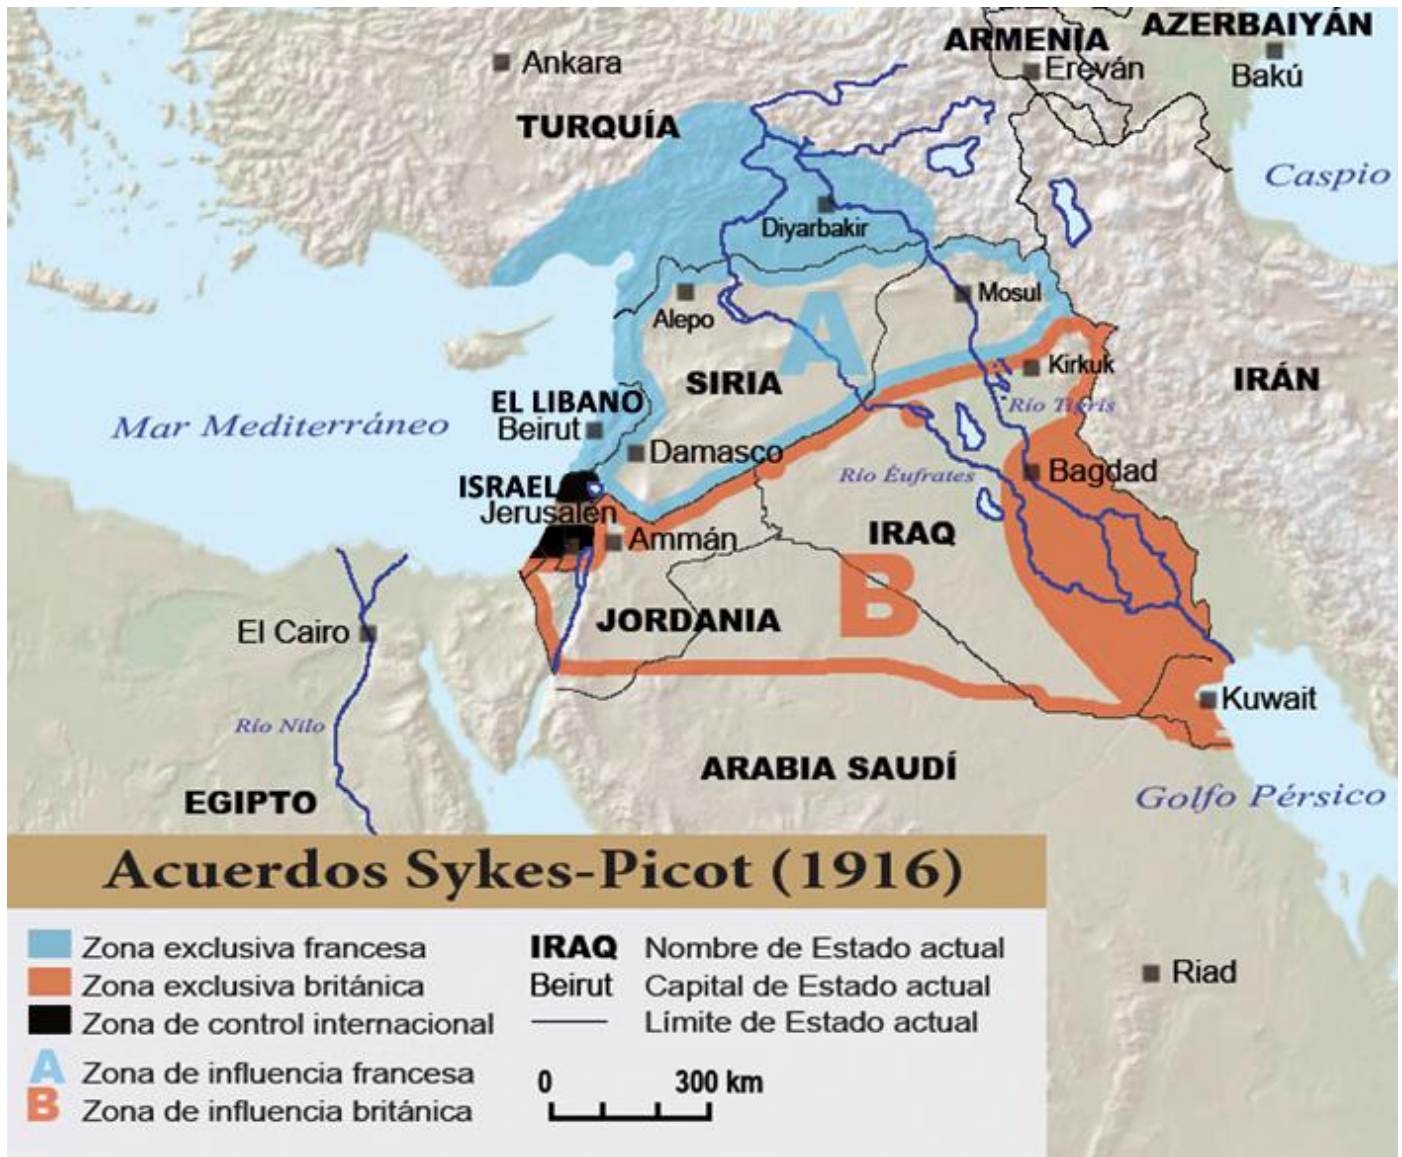 AZERBAIYÁN
ARMENIA
Ereván
Bakú
Ankara
TURQUÍA
Caspio
Diyarbakir
Mosul
Alepo
A
Kirkuk
SIRIA
IRÁN
EL LIBANO
Beirut
Río Tigris
Mar Mediterráneo
Damasco
Bagdad
Río Éufrates
ISRAEL
Jerusalén
Ammán
IRAQ
B
JORDANIA
El Cairo
Kuwait
Río Nilo
ARABIA SAUDÍ
EGIPTO
Golfo Pérsico
Acuerdos Sykes-Picot (1916)
Zona exclusiva francesa
Zona exclusiva británica
Zona de control internacional
A Zona de influencia francesa
B Zona de influencia británica
IRAQ Nombre de Estado actual
Beirut Capital de Estado actual
Límite de Estado actual
0 300 km
Riad